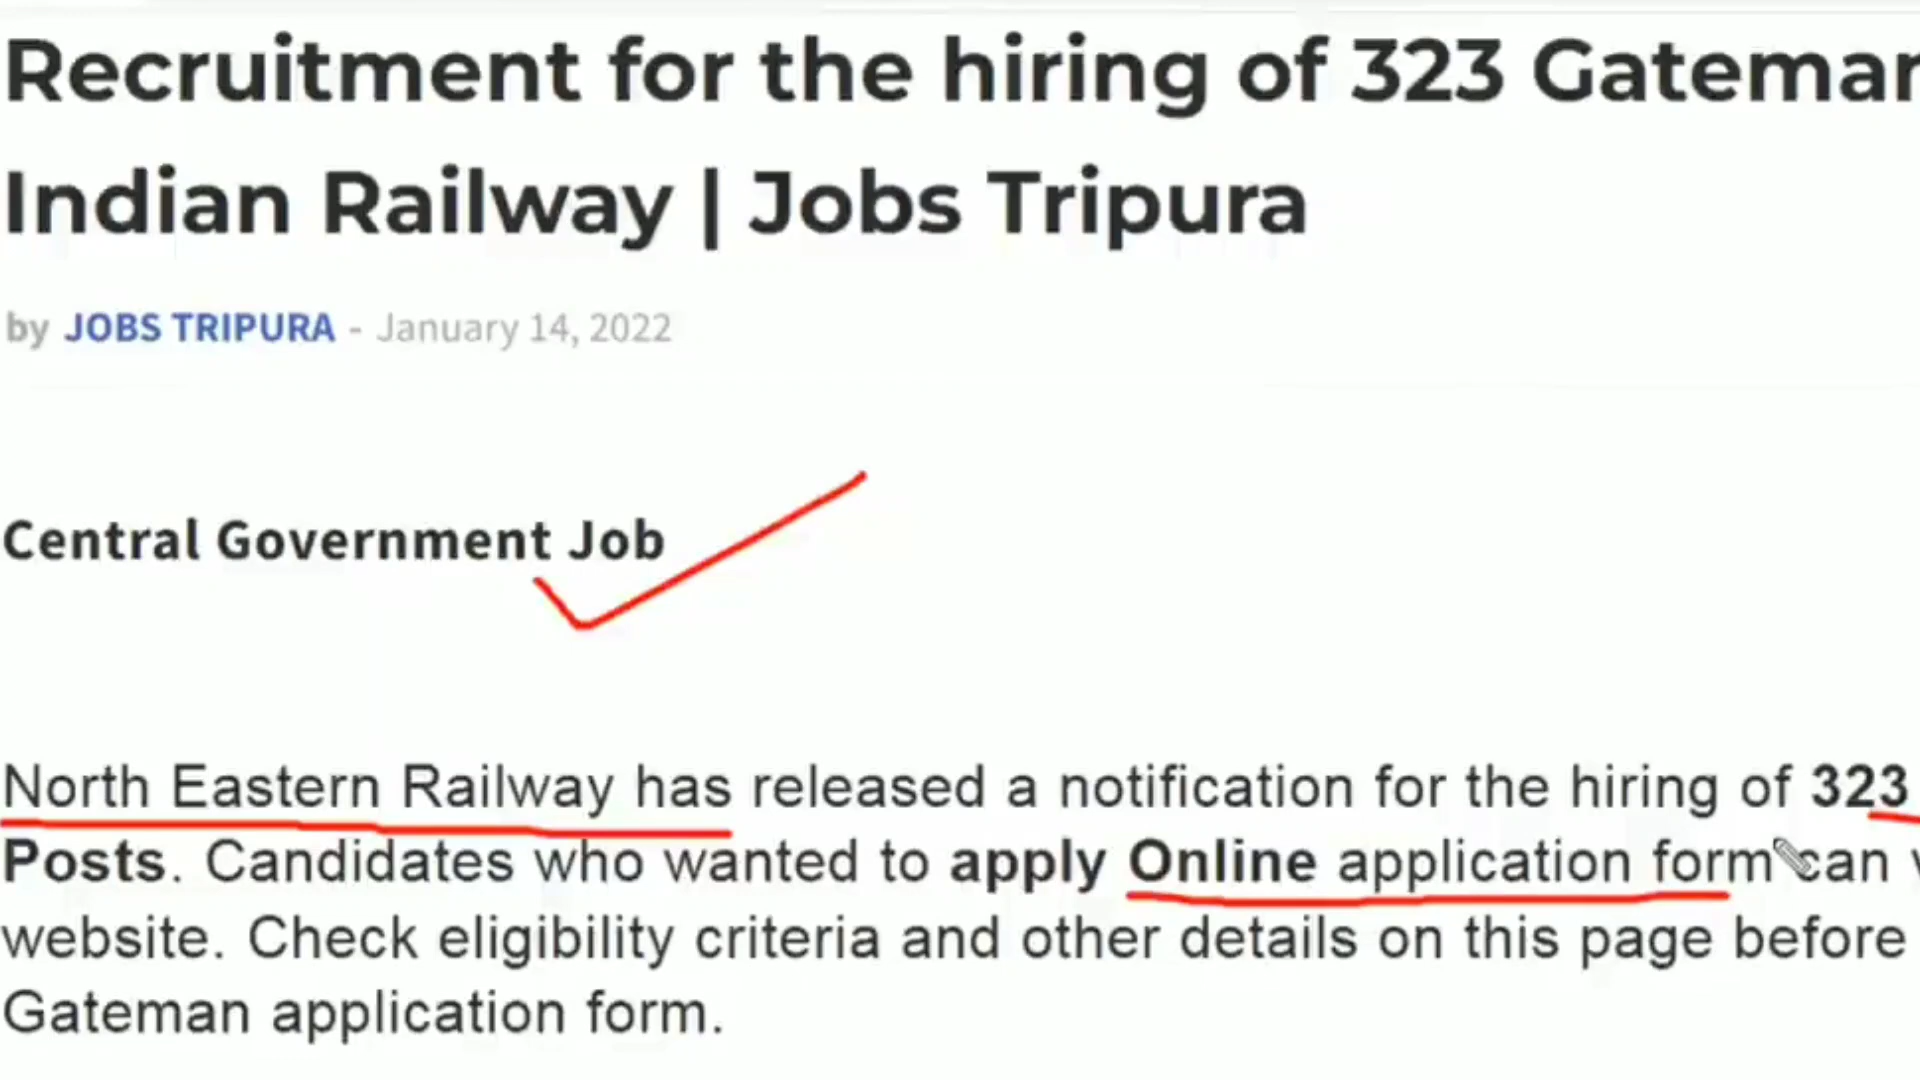 Recruitment for the hiring of 323 Gateman
Indian Railway | Jobs Tripura
by JOBS TRIPURA - January 14, 2022
Central Government Job
North Eastern Railway has released a notification for the hiring of 323
Posts. Candidates who wanted to apply Online application form can
website. Check eligibility criteria and other details on this page before
Gateman application form.